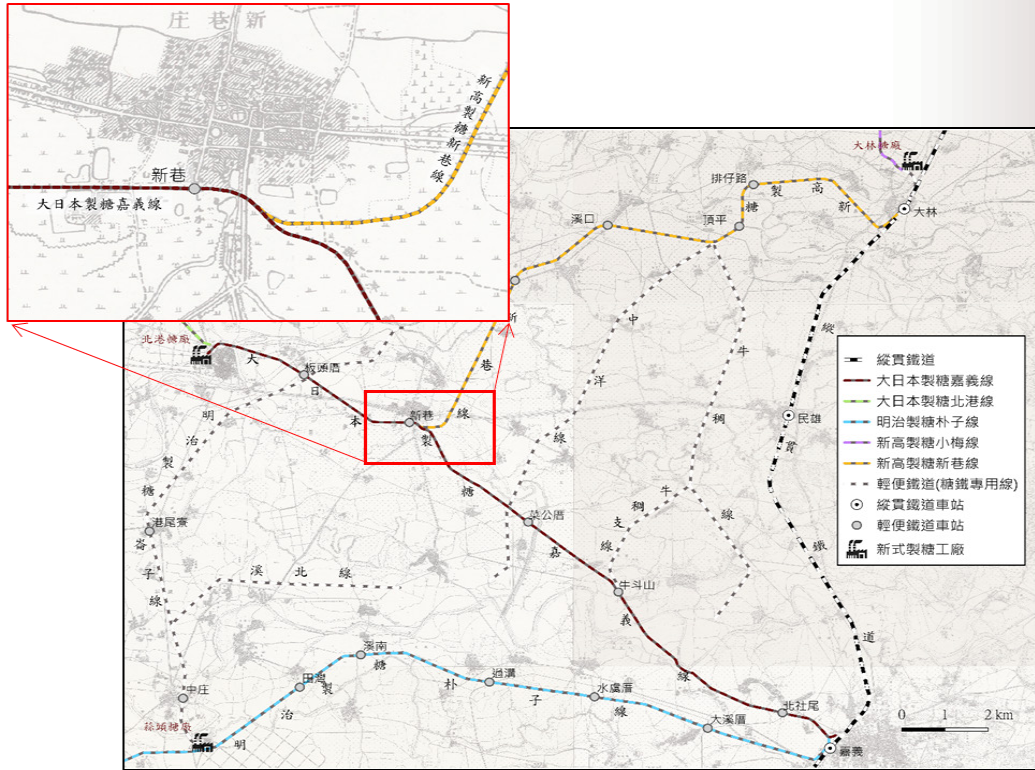 新巷庄
新高製糖新巷線
新巷
大日本製糖嘉義線
大林糖廠
大林
新高製糖
排仔路
頂平
溪口
新
巷
線
北港糖廠
板頭厝
新巷
大日本製糖嘉義線
中洋線
牛稠線
牛稠支線
縱貫鐵道
民雄
菜公厝
牛斗山
北社尾
嘉義
明治製糖崙子線
港尾寮
溪北線
中庄
蒜頭糖廠
明治製糖朴子線
溪南
過溝
水虞厝
大溪厝
縱貫鐵道
大日本製糖嘉義線
大日本製糖北港線
明治製糖朴子線
新高製糖小梅線
新高製糖新巷線
輕便鐵道(糖鐵專用線)
縱貫鐵道車站
輕便鐵道車站
新式製糖工廠
0 1 2 km